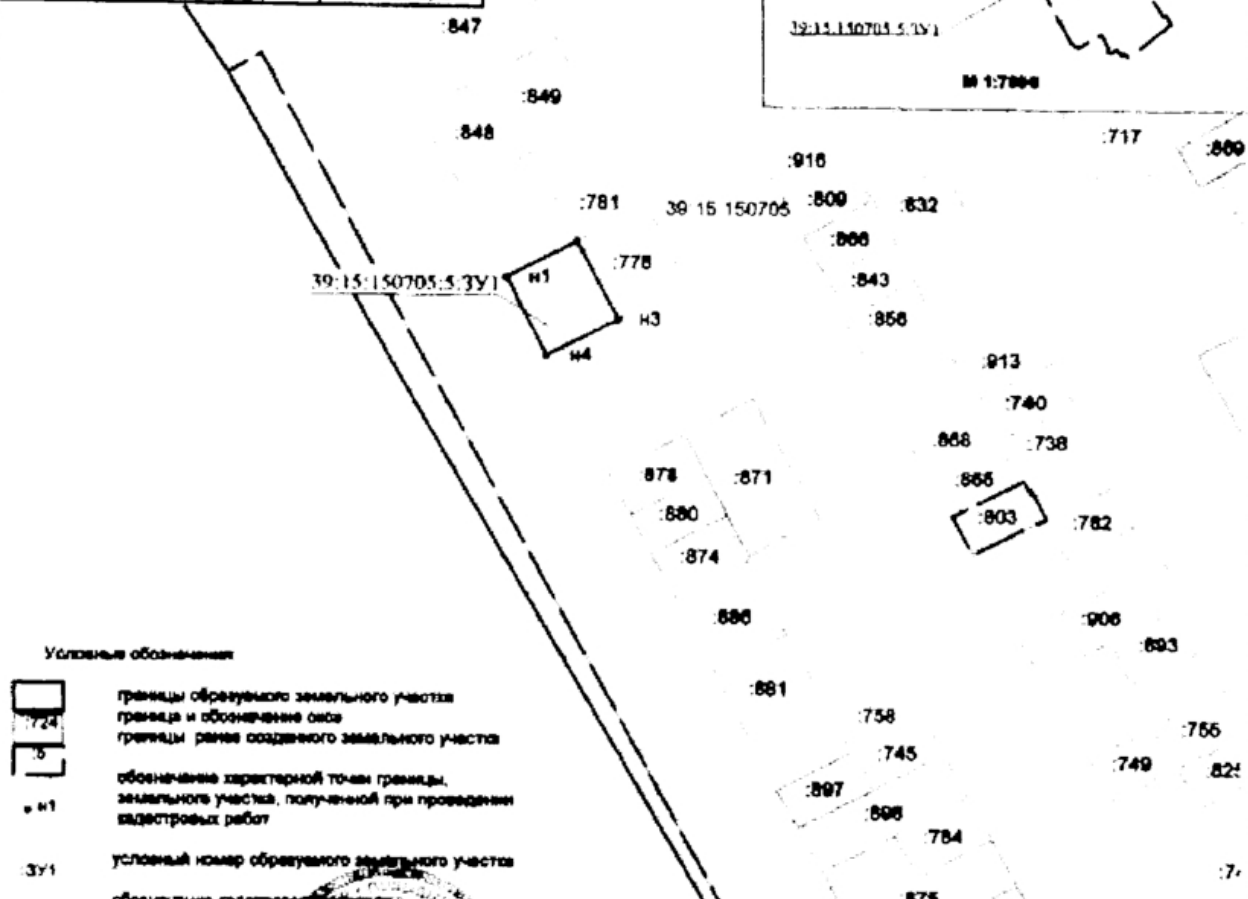 :847
39:15:150705:5:ЗУ1
:849
:848
:717
:869
:916
:781
39 15 150705
:809
:832
:866
:778
:843
39:15:150705:5:ЗУ1
н1
:856
н3
н4
:913
:740
:868
:738
:878
:871
:865
:880
:803
:782
:874
:886
:906
:893
Условные обозначения
:881
границы образуемого земельного участка
:724
граница и обозначение окса
:758
:755
границы ранее созданного земельного участка
:5
:745
:749
обозначение характерной точки границы,
н1
земельного участка, полученной при проведении
:897
кадастровых работ
:898
:784
:ЗУ1
условный номер образуемого земельного участка
:875